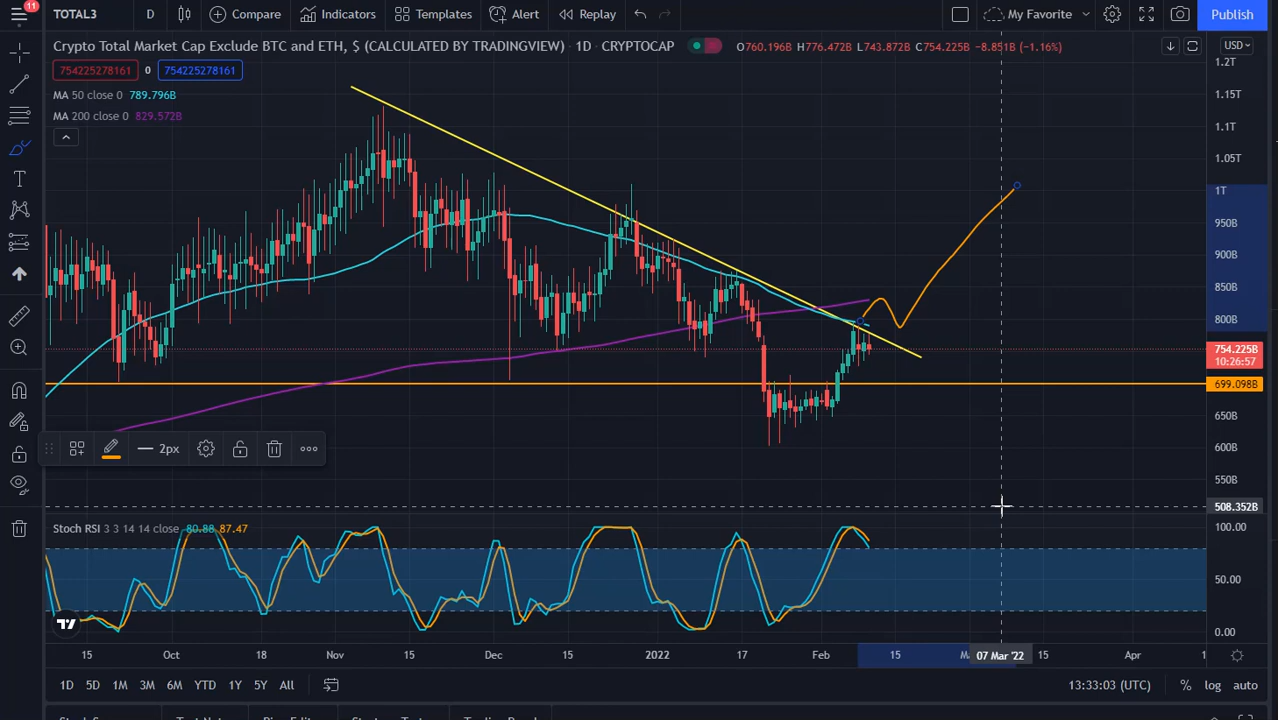 11
TOTAL3 D Compare Indicators Templates Alert Replay My Favorite Publish
Crypto Total Market Cap Exclude BTC and ETH, $ (CALCULATED BY TRADINGVIEW) · 1D · CRYPTOCAP O760.196B H776.472B L743.872B C754.225B −8.851B (−1.16%) USD
754225278161 0 754225278161
MA 50 close 0 789.796B
MA 200 close 0 829.572B
1.2T
1.15T
1.1T
1.05T
1T
950B
900B
850B
800B
754.225B
10:26:57
699.098B
650B
600B
550B
508.352B
2px
Stoch RSI 3 3 14 14 close 80.88 87.47
100.00
50.00
0.00
15 Oct 18 Nov 15 Dec 15 2022 17 Feb 15 07 Mar '22 15 Apr
1D 5D 1M 3M 6M YTD 1Y 5Y All 13:33:03 (UTC) % log auto